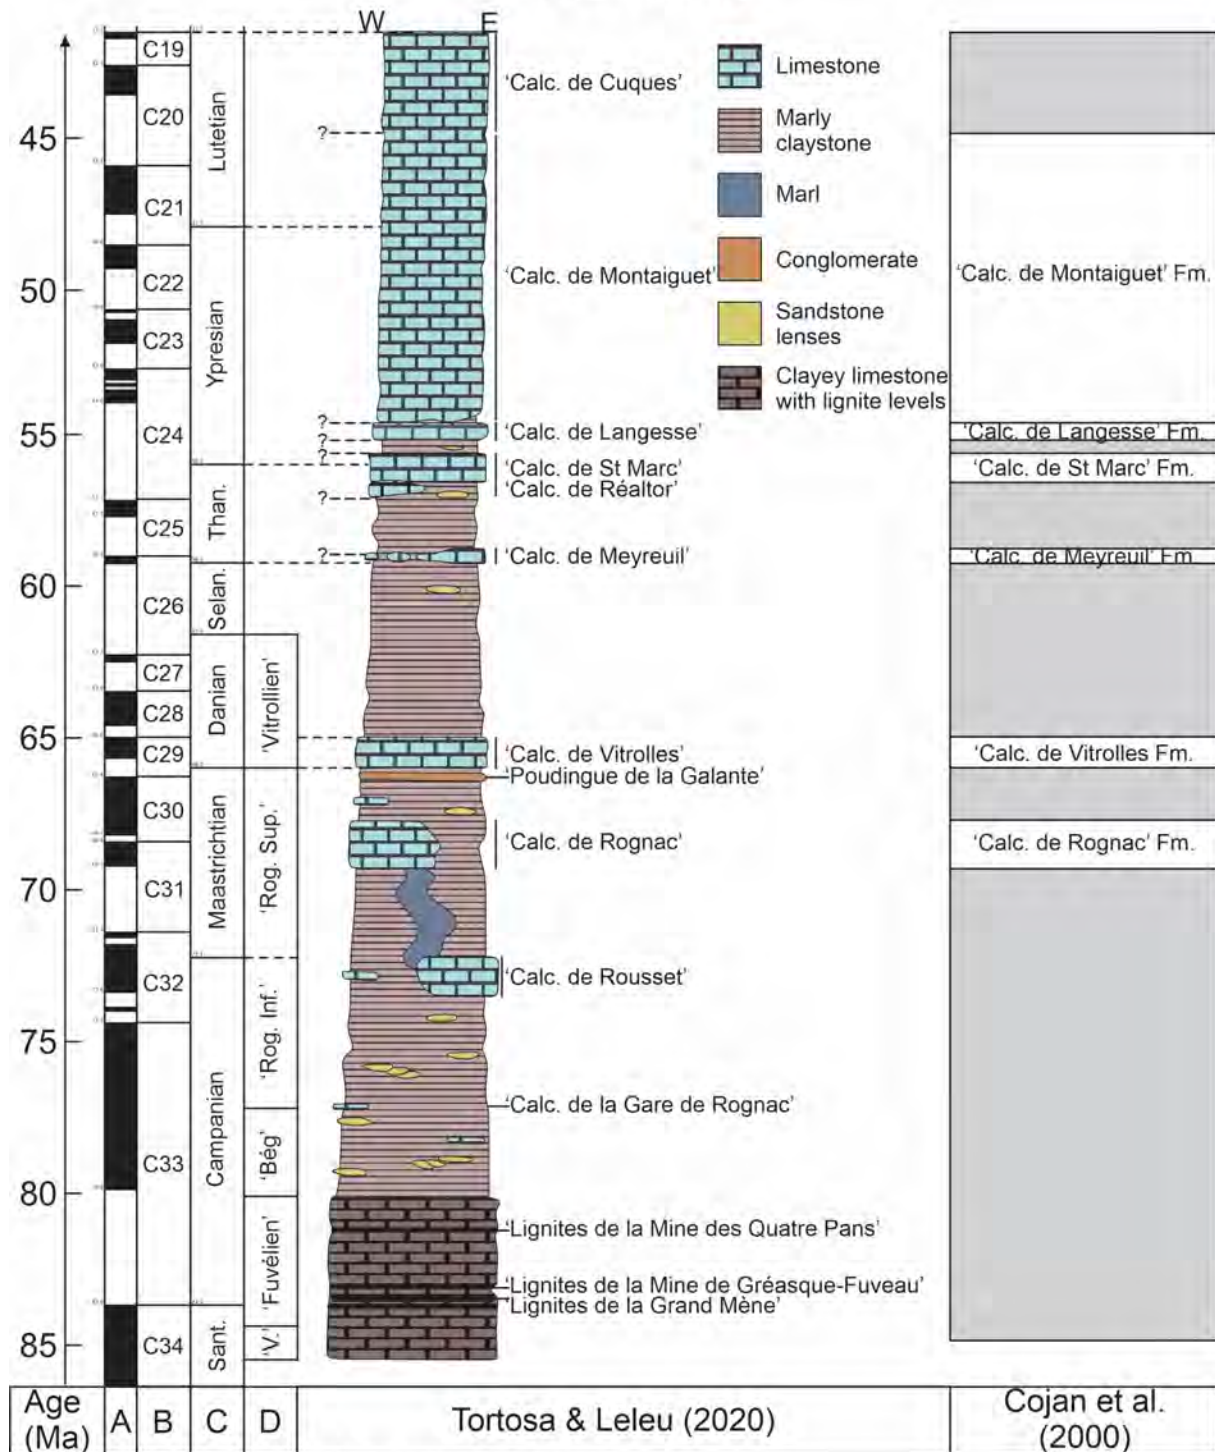 W E
45
50
55
60
65
70
75
80
85
C19
C20
C21
C22
C23
C24
C25
C26
C27
C28
C29
C30
C31
C32
C33
C34
Lutetian
Ypresian
Than.
Selan.
Danian
Maastrichtian
Campanian
Sant.
'Vitrollien'
'Rog. Sup.'
'Rog. Inf.'
'Bég'
'Fuvélien'
'V.'
?
?
?
?
?
?
'Calc. de Cuques'
'Calc. de Montaiguet'
'Calc. de Langesse'
'Calc. de St Marc'
'Calc. de Réaltor'
'Calc. de Meyreuil'
'Calc. de Vitrolles'
'Poudingue de la Galante'
'Calc. de Rognac'
'Calc. de Rousset'
'Calc. de la Gare de Rognac'
'Lignites de la Mine des Quatre Pans'
'Lignites de la Mine de Gréasque-Fuveau'
'Lignites de la Grand Mène'
Limestone
Marly
claystone
Marl
Conglomerate
Sandstone
lenses
Clayey limestone
with lignite levels
'Calc. de Montaiguet' Fm.
'Calc. de Langesse' Fm.
'Calc. de St Marc' Fm.
'Calc. de Meyreuil' Fm.
'Calc. de Vitrolles Fm.
'Calc. de Rognac' Fm.
Age
(Ma)
A
B
C
D
Tortosa & Leleu (2020)
Cojan et al.
(2000)